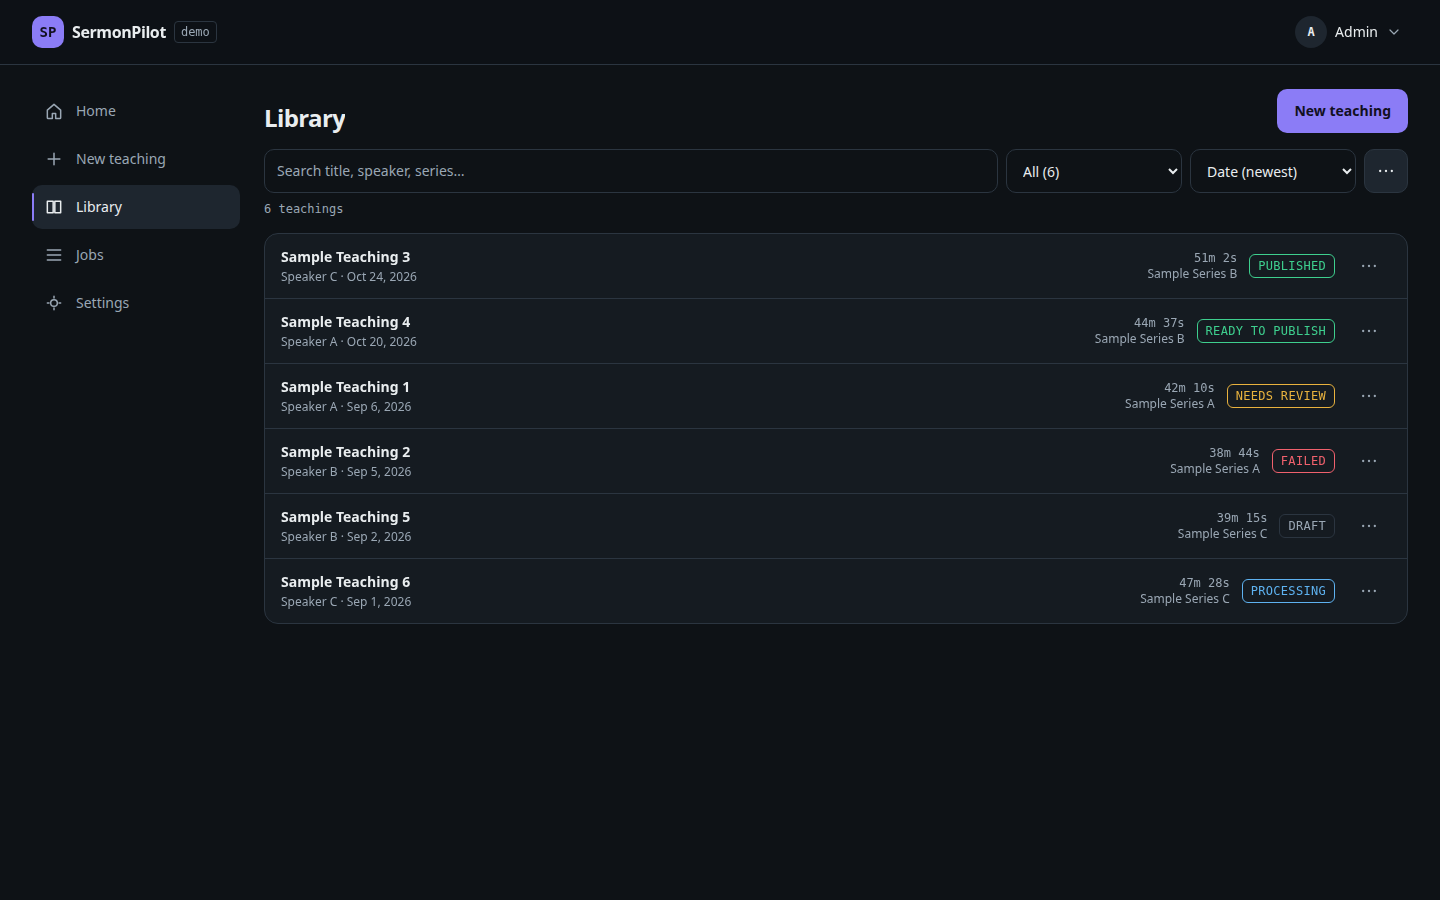 SP SermonPilot demo
A Admin
Home
New teaching
Library
Jobs
Settings
Library
New teaching
Search title, speaker, series...
All (6)
Date (newest)
...
6 teachings
Sample Teaching 3
Speaker C · Oct 24, 2026
51m 2s
Sample Series B
PUBLISHED
...
Sample Teaching 4
Speaker A · Oct 20, 2026
44m 37s
Sample Series B
READY TO PUBLISH
...
Sample Teaching 1
Speaker A · Sep 6, 2026
42m 10s
Sample Series A
NEEDS REVIEW
...
Sample Teaching 2
Speaker B · Sep 5, 2026
38m 44s
Sample Series A
FAILED
...
Sample Teaching 5
Speaker B · Sep 2, 2026
39m 15s
Sample Series C
DRAFT
...
Sample Teaching 6
Speaker C · Sep 1, 2026
47m 28s
Sample Series C
PROCESSING
...